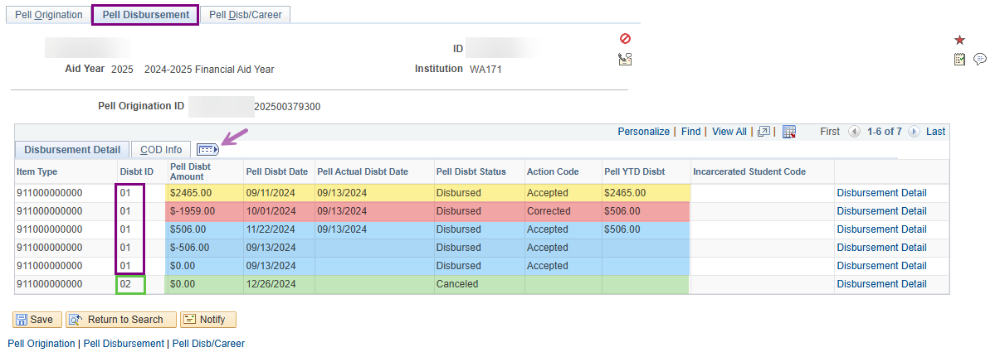 Pell Origination Pell Disbursement Pell Disb/Career
ID
Aid Year 2025 2024-2025 Financial Aid Year Institution WA171
Pell Origination ID 202500379300
Personalize | Find | View All | | First 1-6 of 7 Last
Disbursement Detail COD Info
Item Type Disbt ID Pell Disbt Amount Pell Disbt Date Pell Actual Disbt Date Pell Disbt Status Action Code Pell YTD Disbt Incarcerated Student Code
911000000000 01 $2465.00 09/11/2024 09/13/2024 Disbursed Accepted $2465.00 Disbursement Detail
911000000000 01 $-1959.00 10/01/2024 09/13/2024 Disbursed Corrected $506.00 Disbursement Detail
911000000000 01 $506.00 11/22/2024 09/13/2024 Disbursed Accepted $506.00 Disbursement Detail
911000000000 01 $-506.00 09/13/2024 Disbursed Accepted Disbursement Detail
911000000000 01 $0.00 09/13/2024 Disbursed Accepted Disbursement Detail
911000000000 02 $0.00 12/26/2024 Canceled Disbursement Detail
Save Return to Search Notify
Pell Origination | Pell Disbursement | Pell Disb/Career